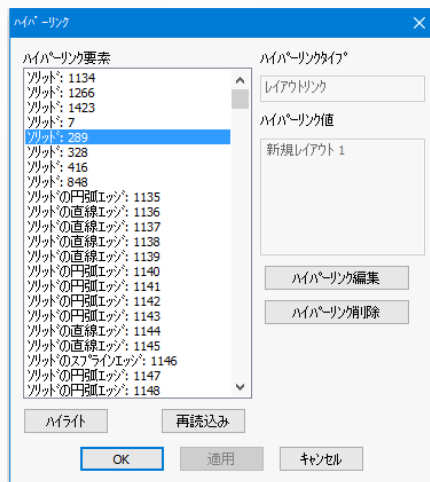 ﾊｲﾊﾟｰﾘﾝｸ
ﾊｲﾊﾟｰﾘﾝｸ要素
ｿﾘｯﾄﾞ: 1134
ｿﾘｯﾄﾞ: 1266
ｿﾘｯﾄﾞ: 1423
ｿﾘｯﾄﾞ: 7
ｿﾘｯﾄﾞ: 289
ｿﾘｯﾄﾞ: 328
ｿﾘｯﾄﾞ: 416
ｿﾘｯﾄﾞ: 848
ｿﾘｯﾄﾞの円弧ｴｯｼﾞ: 1135
ｿﾘｯﾄﾞの直線ｴｯｼﾞ: 1136
ｿﾘｯﾄﾞの直線ｴｯｼﾞ: 1137
ｿﾘｯﾄﾞの直線ｴｯｼﾞ: 1138
ｿﾘｯﾄﾞの直線ｴｯｼﾞ: 1139
ｿﾘｯﾄﾞの円弧ｴｯｼﾞ: 1140
ｿﾘｯﾄﾞの円弧ｴｯｼﾞ: 1141
ｿﾘｯﾄﾞの円弧ｴｯｼﾞ: 1142
ｿﾘｯﾄﾞの円弧ｴｯｼﾞ: 1143
ｿﾘｯﾄﾞの直線ｴｯｼﾞ: 1144
ｿﾘｯﾄﾞの直線ｴｯｼﾞ: 1145
ｿﾘｯﾄﾞのｽﾌﾟﾗｲﾝｴｯｼﾞ: 1146
ｿﾘｯﾄﾞの円弧ｴｯｼﾞ: 1147
ｿﾘｯﾄﾞの円弧ｴｯｼﾞ: 1148
ﾊｲﾊﾟｰﾘﾝｸﾀｲﾌﾟ
ﾚｲｱｳﾄﾘﾝｸ
ﾊｲﾊﾟｰﾘﾝｸ値
新規ﾚｲｱｳﾄ 1
ﾊｲﾊﾟｰﾘﾝｸ編集
ﾊｲﾊﾟｰﾘﾝｸ削除
ﾊｲﾗｲﾄ
再読込み
OK
適用
ｷｬﾝｾﾙ